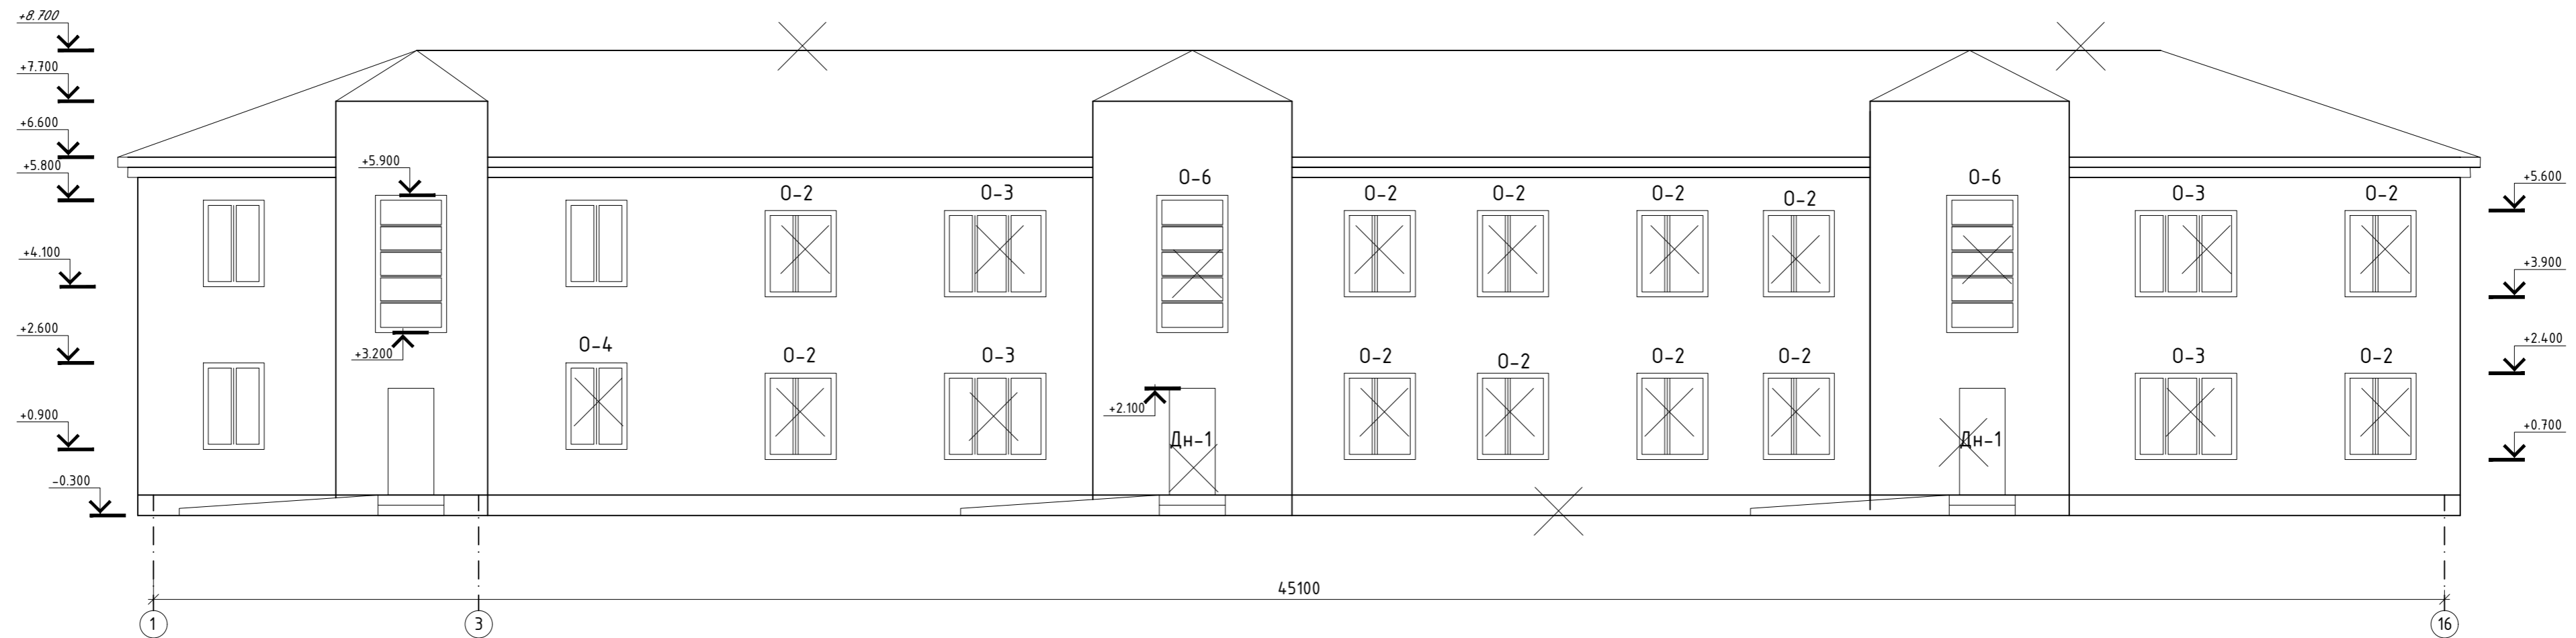 +8.700
+7.700
+6.600
+5.800
+5.900
О-2
О-3
О-6
О-2
О-2
О-2
О-2
О-6
О-3
О-2
+5.600
+4.100
+3.900
+2.600
+3.200
О-4
О-2
О-3
О-2
О-2
О-2
О-2
О-3
О-2
+2.400
+2.100
+0.900
Дн-1
Дн-1
+0.700
-0.300
45100
1
3
16